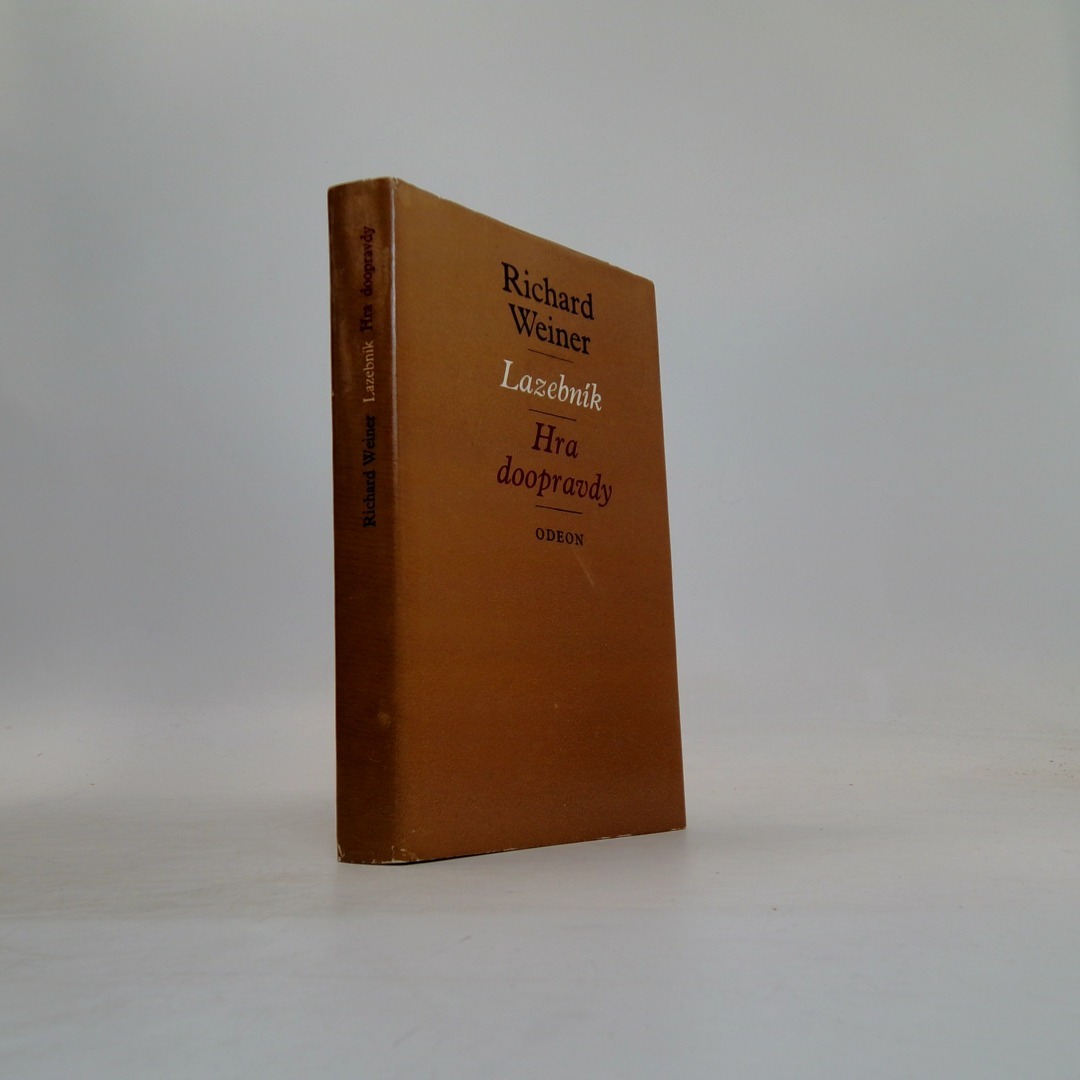 Richard Weiner Lazebník Hra doopravdy
Richard
Weiner
Lazebník
Hra
doopravdy
ODEON